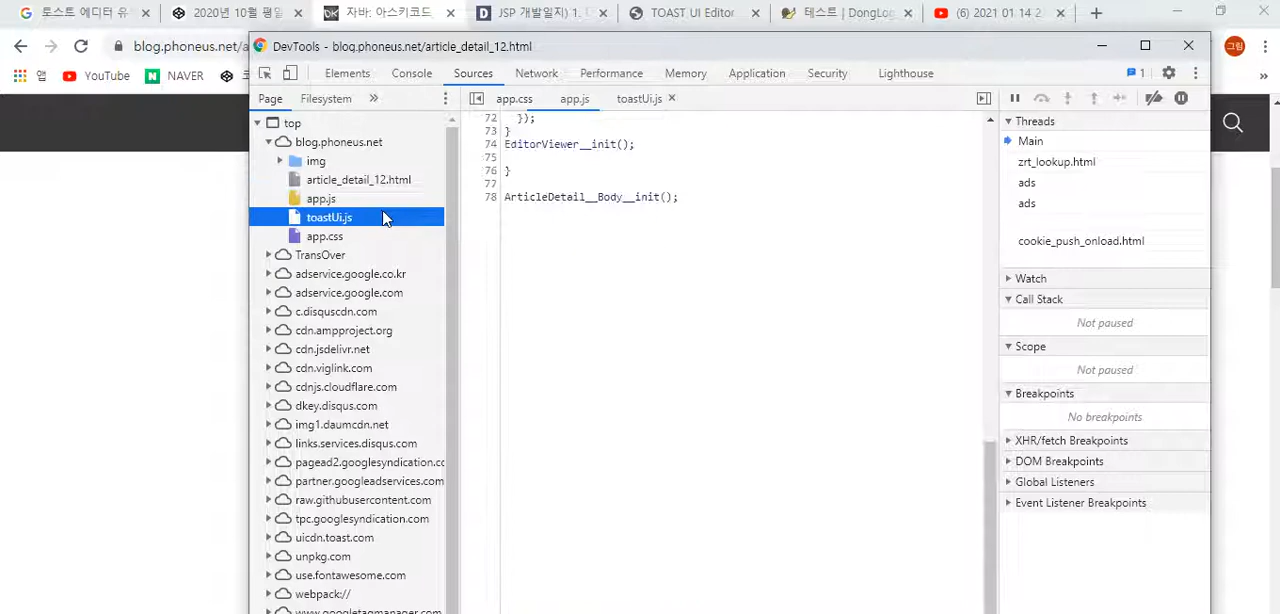 토스트 에디터 유
2020년 10월 평일
자바: 아스키코드
JSP 개발일지) 1.
TOAST UI Editor
테스트 | DongLog
(6) 2021 01 14 2
blog.phoneus.net/a
그림
앱
YouTube
NAVER
코
»
DevTools - blog.phoneus.net/article_detail_12.html
Elements
Console
Sources
Network
Performance
Memory
Application
Security
Lighthouse
1
Page
Filesystem
»
app.css
app.js
toastUi.js
top
blog.phoneus.net
img
article_detail_12.html
app.js
toastUi.js
app.css
TransOver
adservice.google.co.kr
adservice.google.com
c.disquscdn.com
cdn.ampproject.org
cdn.jsdelivr.net
cdn.viglink.com
cdnjs.cloudflare.com
dkey.disqus.com
img1.daumcdn.net
links.services.disqus.com
pagead2.googlesyndication.cc
partner.googleadservices.com
raw.githubusercontent.com
tpc.googlesyndication.com
uicdn.toast.com
unpkg.com
use.fontawesome.com
webpack://
www.googletagmanager.com
72 });
73 }
74 EditorViewer__init();
75
76 }
77
78 ArticleDetail__Body__init();
Threads
Main
zrt_lookup.html
ads
ads
cookie_push_onload.html
Watch
Call Stack
Not paused
Scope
Not paused
Breakpoints
No breakpoints
XHR/fetch Breakpoints
DOM Breakpoints
Global Listeners
Event Listener Breakpoints